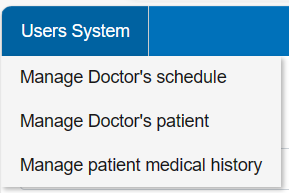 Users System
Manage Doctor's schedule
Manage Doctor's patient
Manage patient medical history